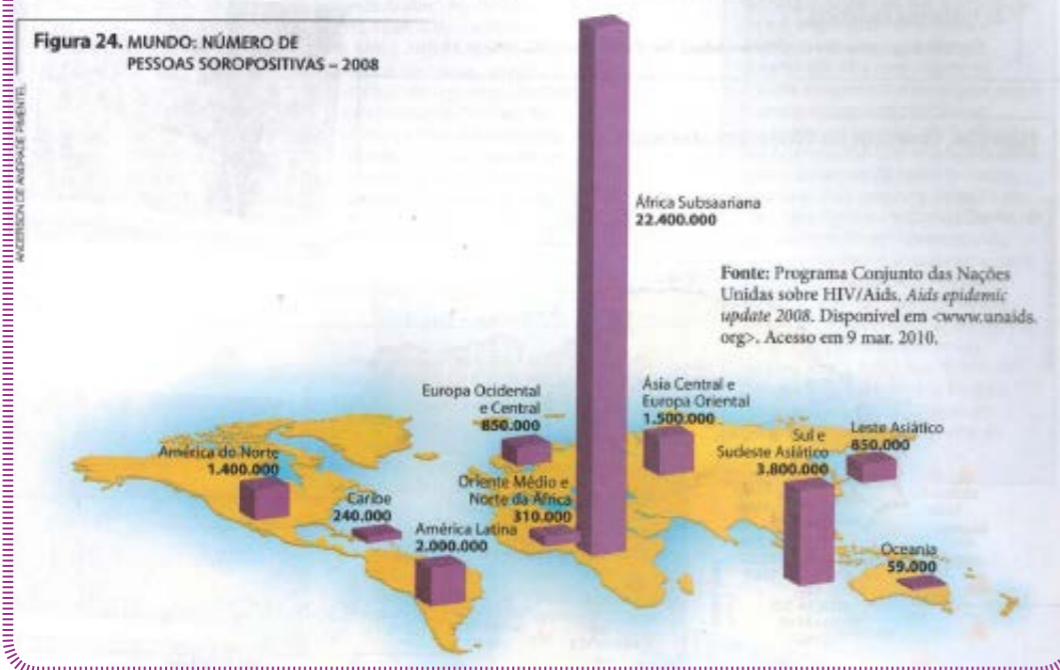 Figura 24. MUNDO: NÚMERO DE
PESSOAS SOROPOSITIVAS – 2008
ANDERSON DE ANDRADE PIMENTEL
África Subsaariana
22.400.000
Fonte: Programa Conjunto das Nações
Unidas sobre HIV/Aids. Aids epidemic
update 2008. Disponível em <www.unaids.
org>. Acesso em 9 mar. 2010.
Europa Ocidental
e Central
850.000
Ásia Central e
Europa Oriental
1.500.000
Sul e
Sudeste Asiático
3.800.000
Leste Asiático
850.000
América do Norte
1.400.000
Caribe
240.000
Oriente Médio e
Norte da África
310.000
América Latina
2.000.000
Oceania
59.000